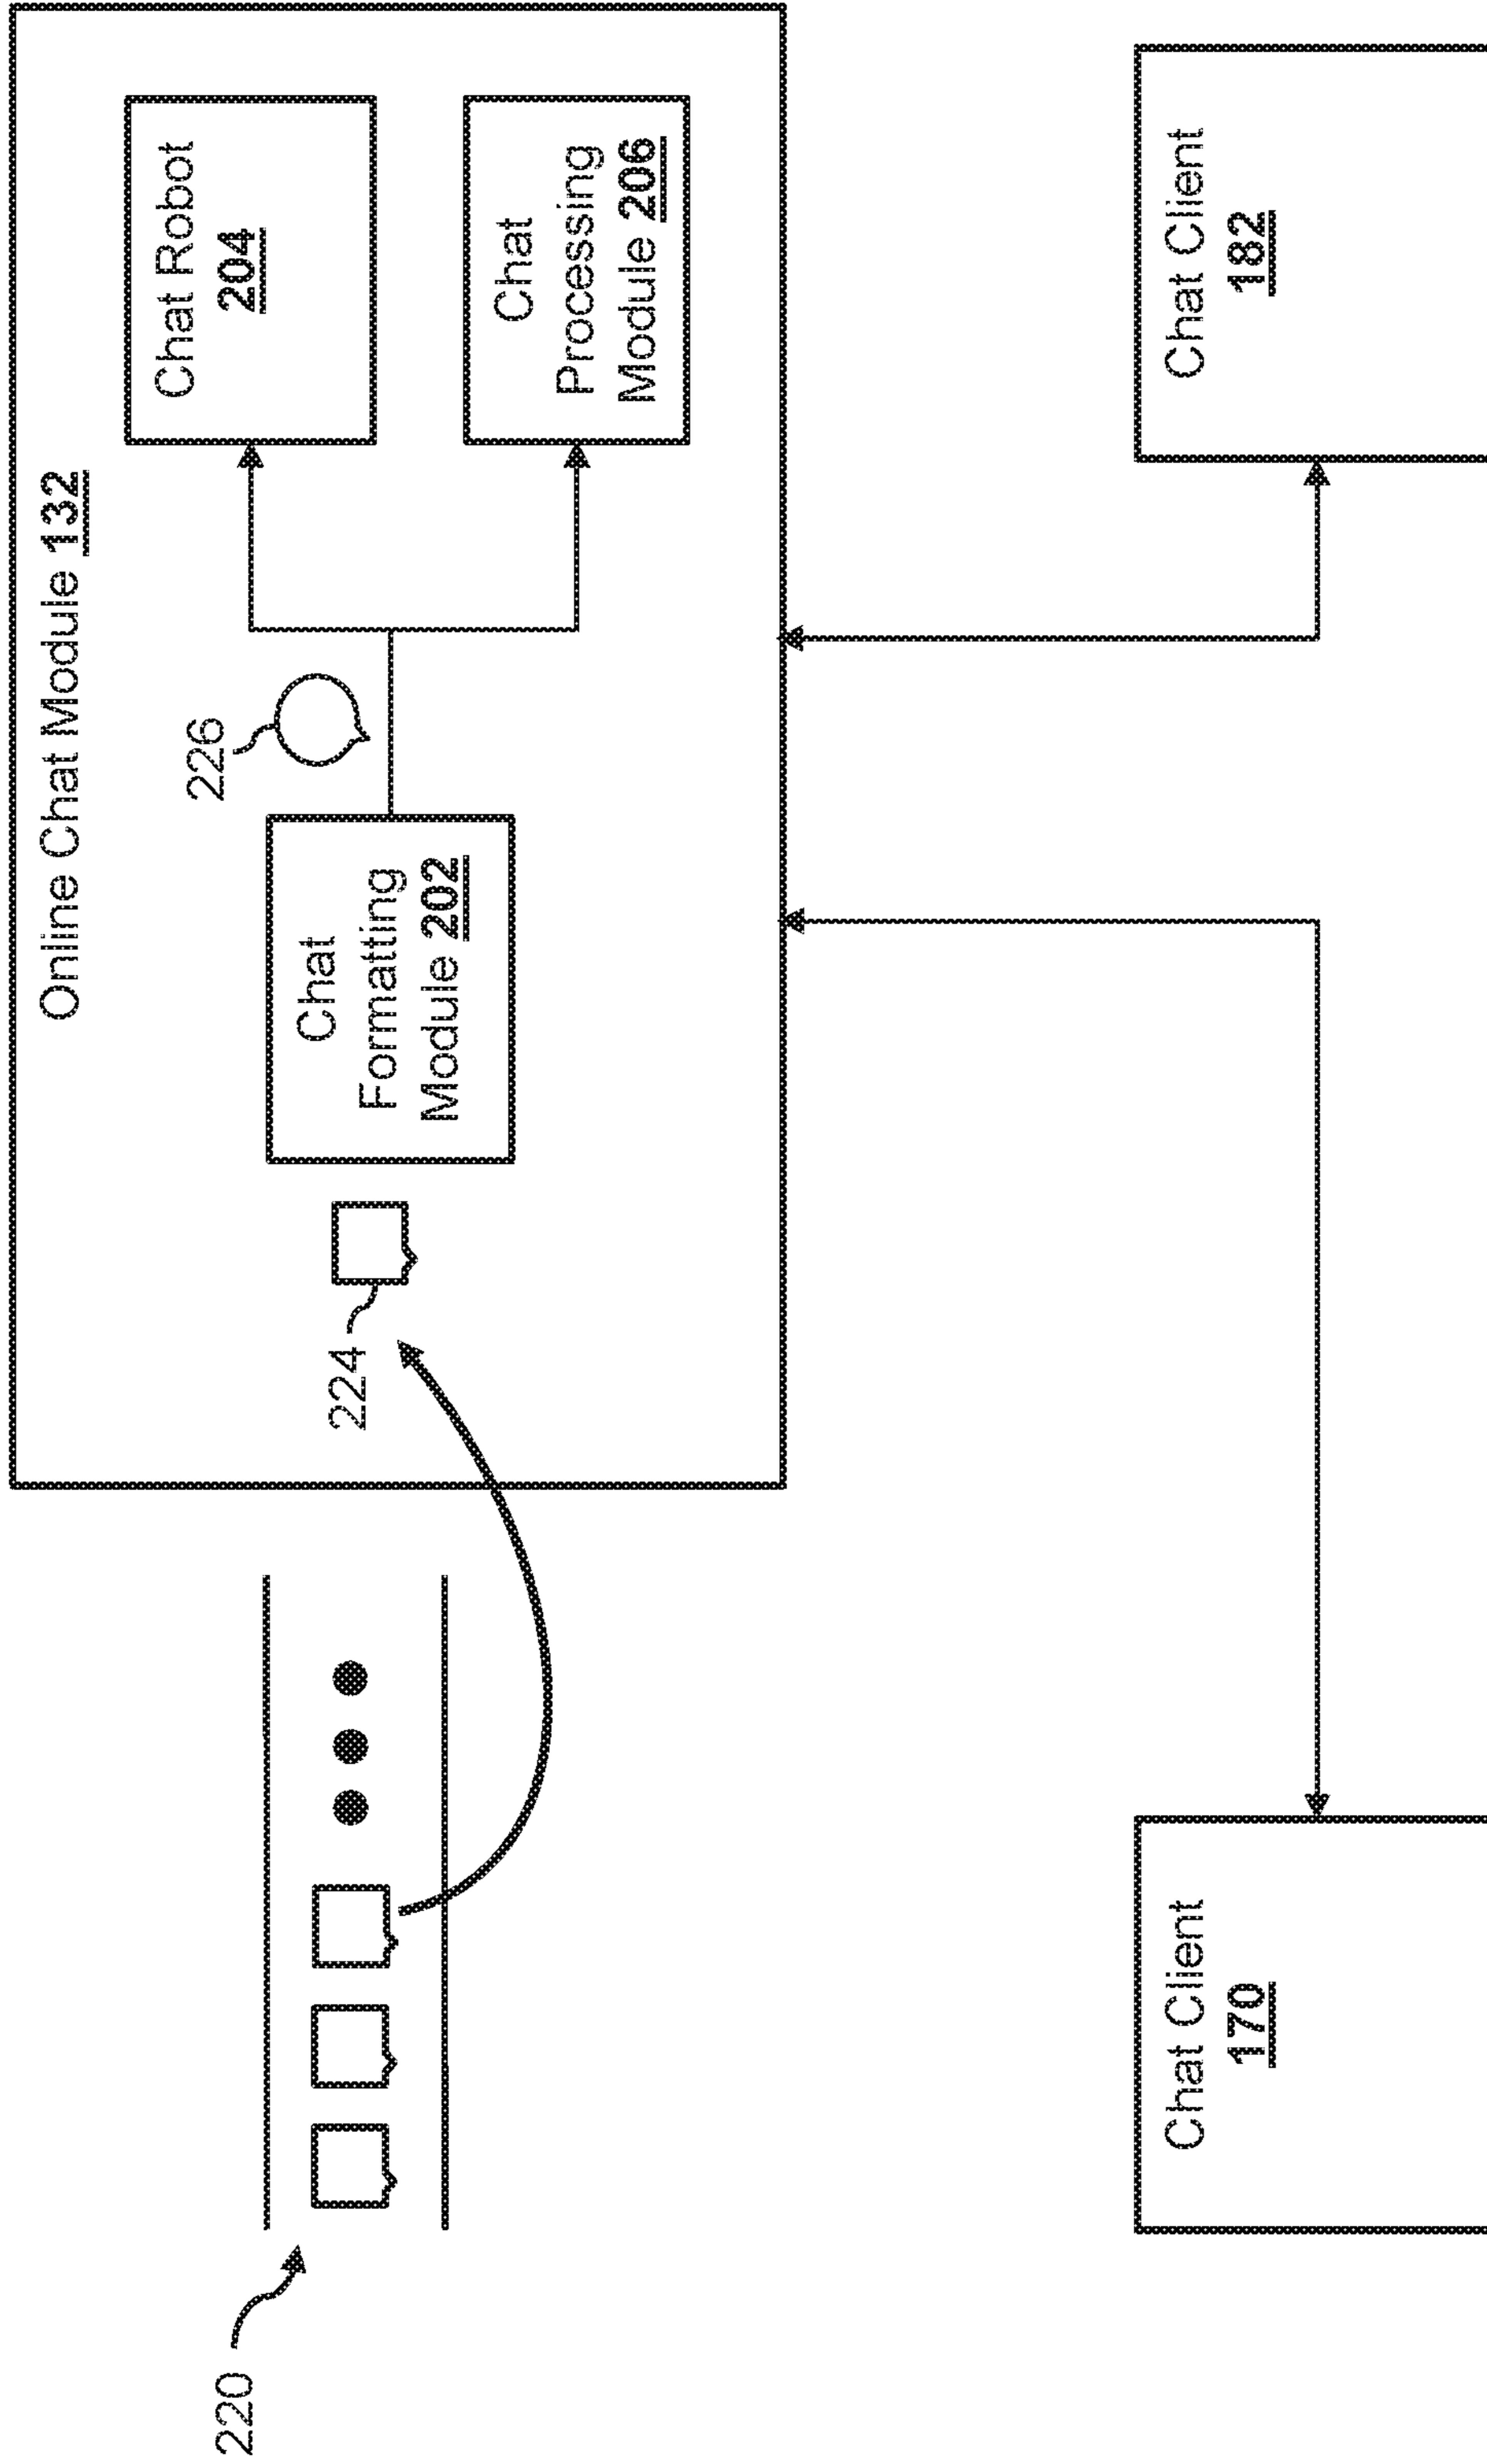 Online Chat Module 132
220
224
Chat
Formatting
Module 202
226
Chat Robot
204
Chat
Processing
Module 206
Chat Client
170
Chat Client
182